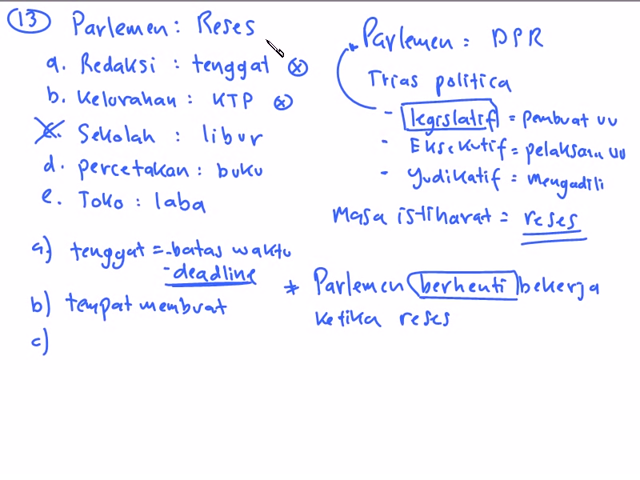 13 Parlemen : Reses
a. Redaksi : tenggat x
b. Kelurahan : KTP x
c. Sekolah : libur
d. percetakan : buku
e. Toko : laba
a) tenggat = - batas waktu
- deadline
b) tempat membuat
c)
Parlemen = DPR
Trias politica
- legislatif = pembuat UU
- Eksekutif = pelaksana UU
- Yudikatif = mengadili
Masa istiharat = reses
* Parlemen berhenti bekerja
ketika reses